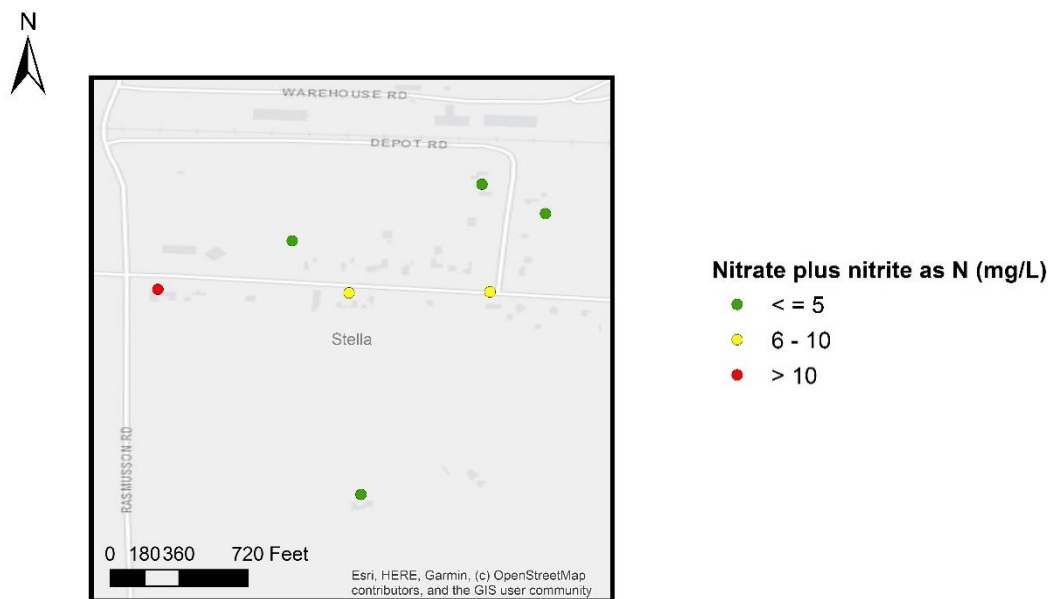 N
WAREHOUSE RD
DEPOT RD
Stella
RASMUSSON RD
0 180 360 720 Feet
Esri, HERE, Garmin, (c) OpenStreetMap
contributors, and the GIS user community
Nitrate plus nitrite as N (mg/L)
< = 5
6 - 10
> 10